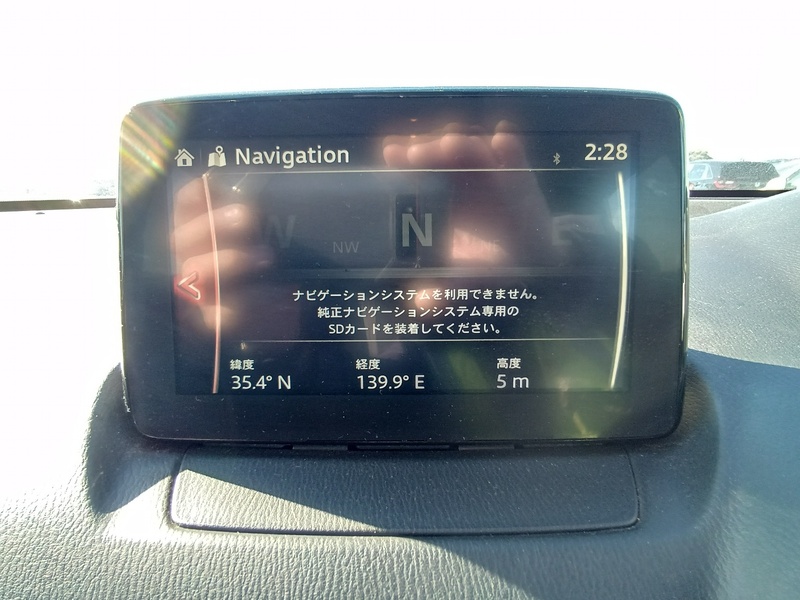 Navigation 2:28
W NW N E
ナビゲーションシステムを利用できません。
純正ナビゲーションシステム専用の
SDカードを装着してください。
緯度 経度 高度
35.4° N 139.9° E 5 m